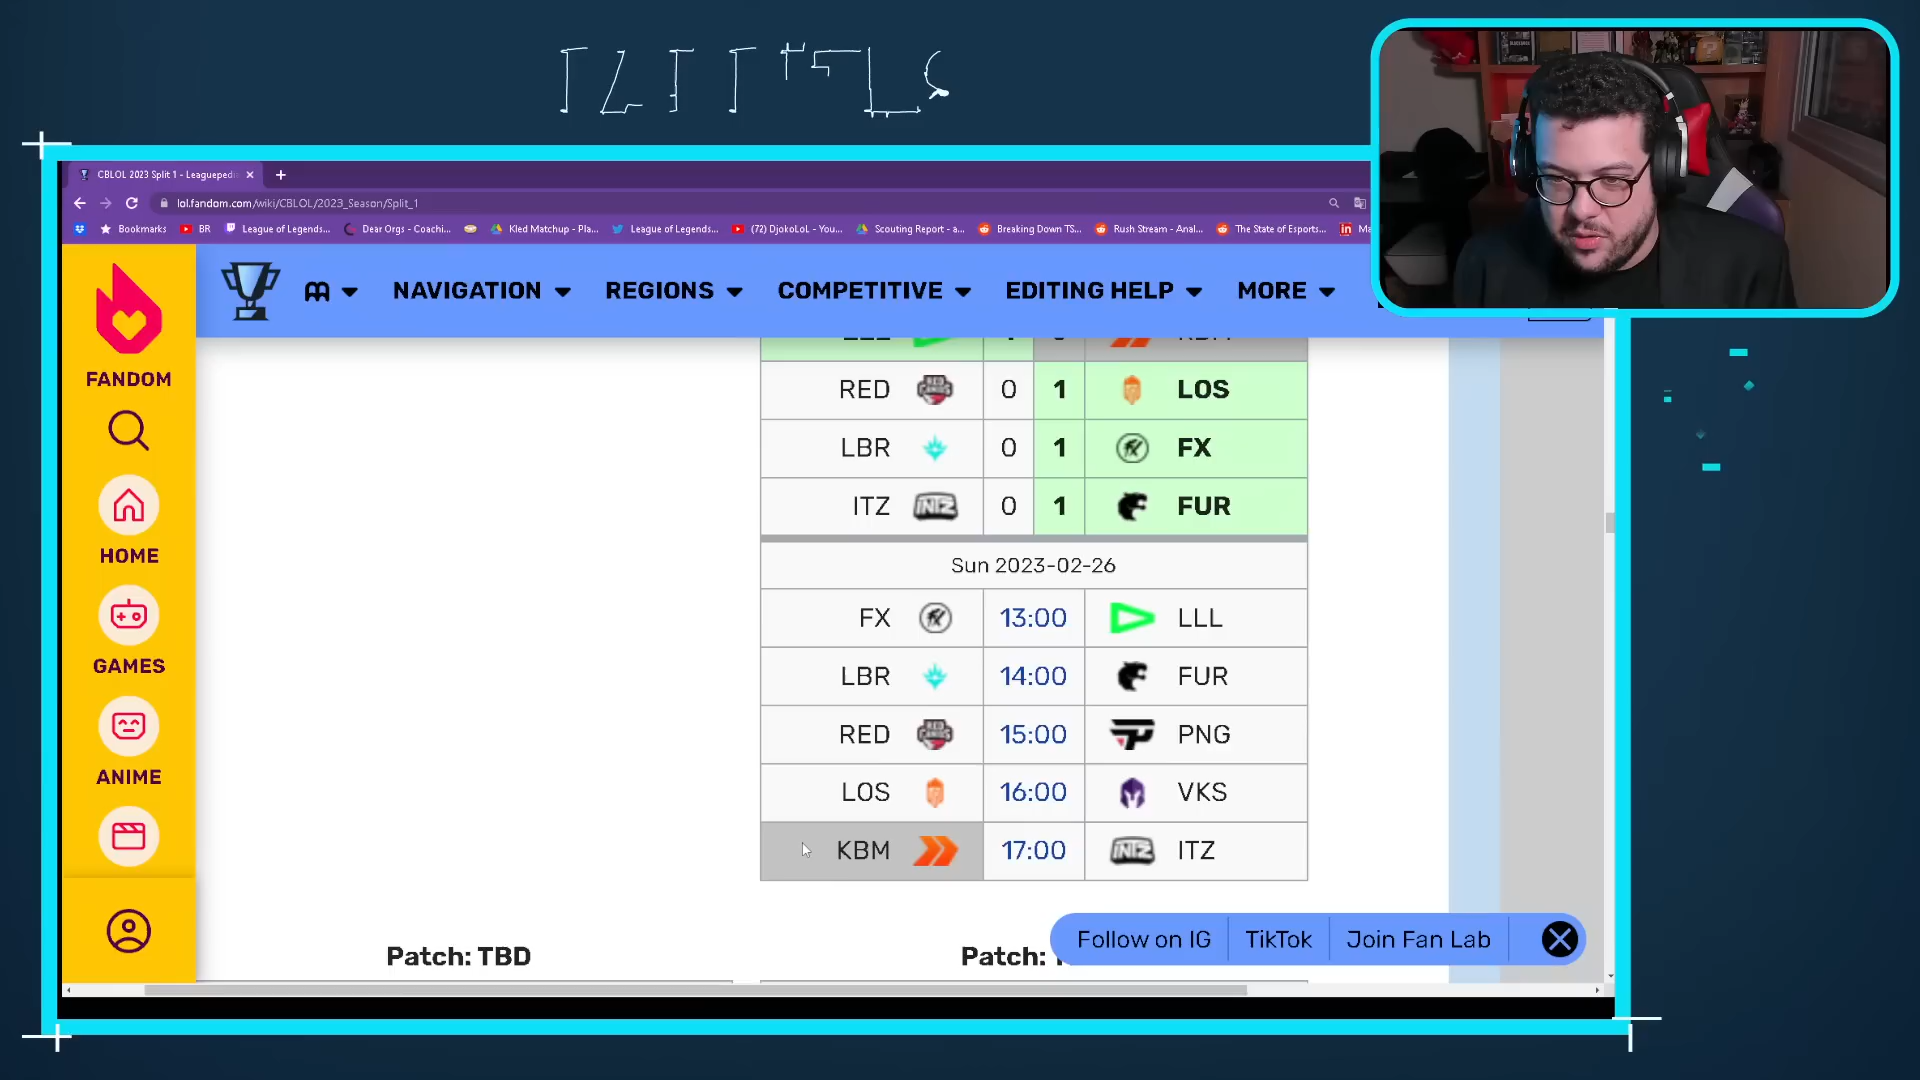 CBLOL 2023 Split 1 - Leaguepedi
lol.fandom.com/wiki/CBLOL/2023_Season/Split_1
Bookmarks BR League of Legends... Dear Orgs - Coachi... Kled Matchup - Pla... League of Legends... (72) DjokoLoL - You... Scouting Report - a... Breaking Down TS... Rush Stream - Anal... The State of Esports... Ma
NAVIGATION REGIONS COMPETITIVE EDITING HELP MORE
FANDOM
HOME
GAMES
ANIME
RED 0 1 LOS
LBR 0 1 FX
ITZ INTZ 0 1 FUR
Sun 2023-02-26
FX 13:00 LLL
LBR 14:00 FUR
RED 15:00 PNG
LOS 16:00 VKS
KBM 17:00 INTZ ITZ
Patch: TBD
Patch:
Follow on IG TikTok Join Fan Lab